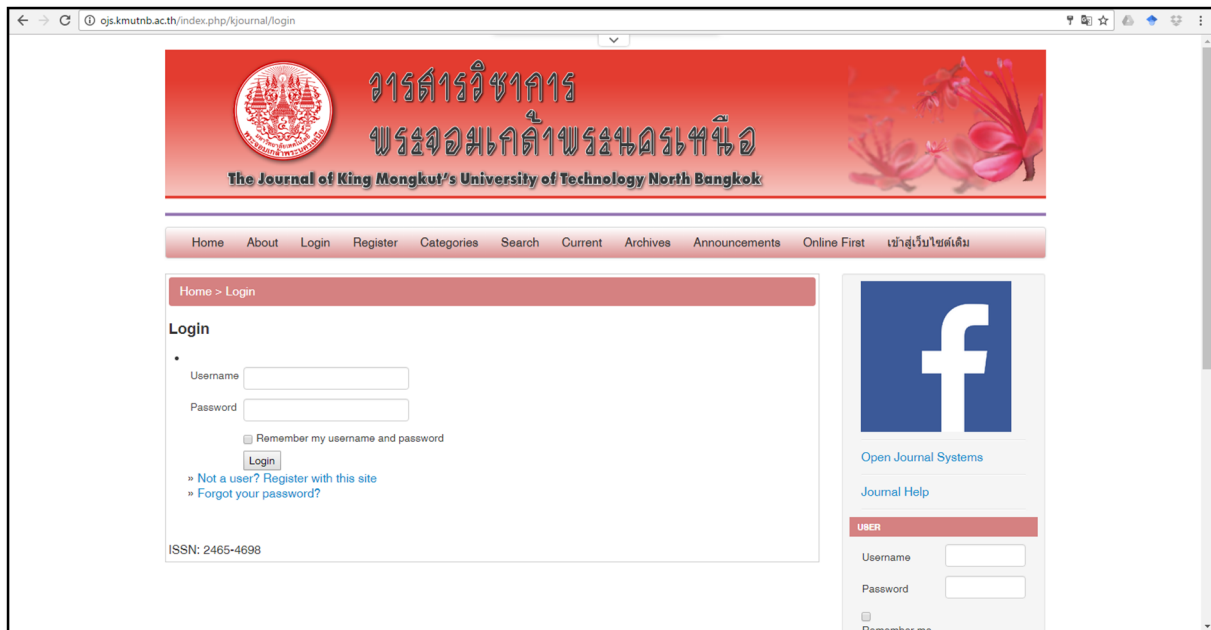 ojs.kmutnb.ac.th/index.php/kjournal/login
วารสารวิชาการ
พระจอมเกล้าพระนครเหนือ
The Journal of King Mongkut's University of Technology North Bangkok
Home About Login Register Categories Search Current Archives Announcements Online First เข้าสู่เว็บไซต์เดิม
Home > Login
Login
Username
Password
Remember my username and password
Login
» Not a user? Register with this site
» Forgot your password?
ISSN: 2465-4698
Open Journal Systems
Journal Help
USER
Username
Password
Remember me